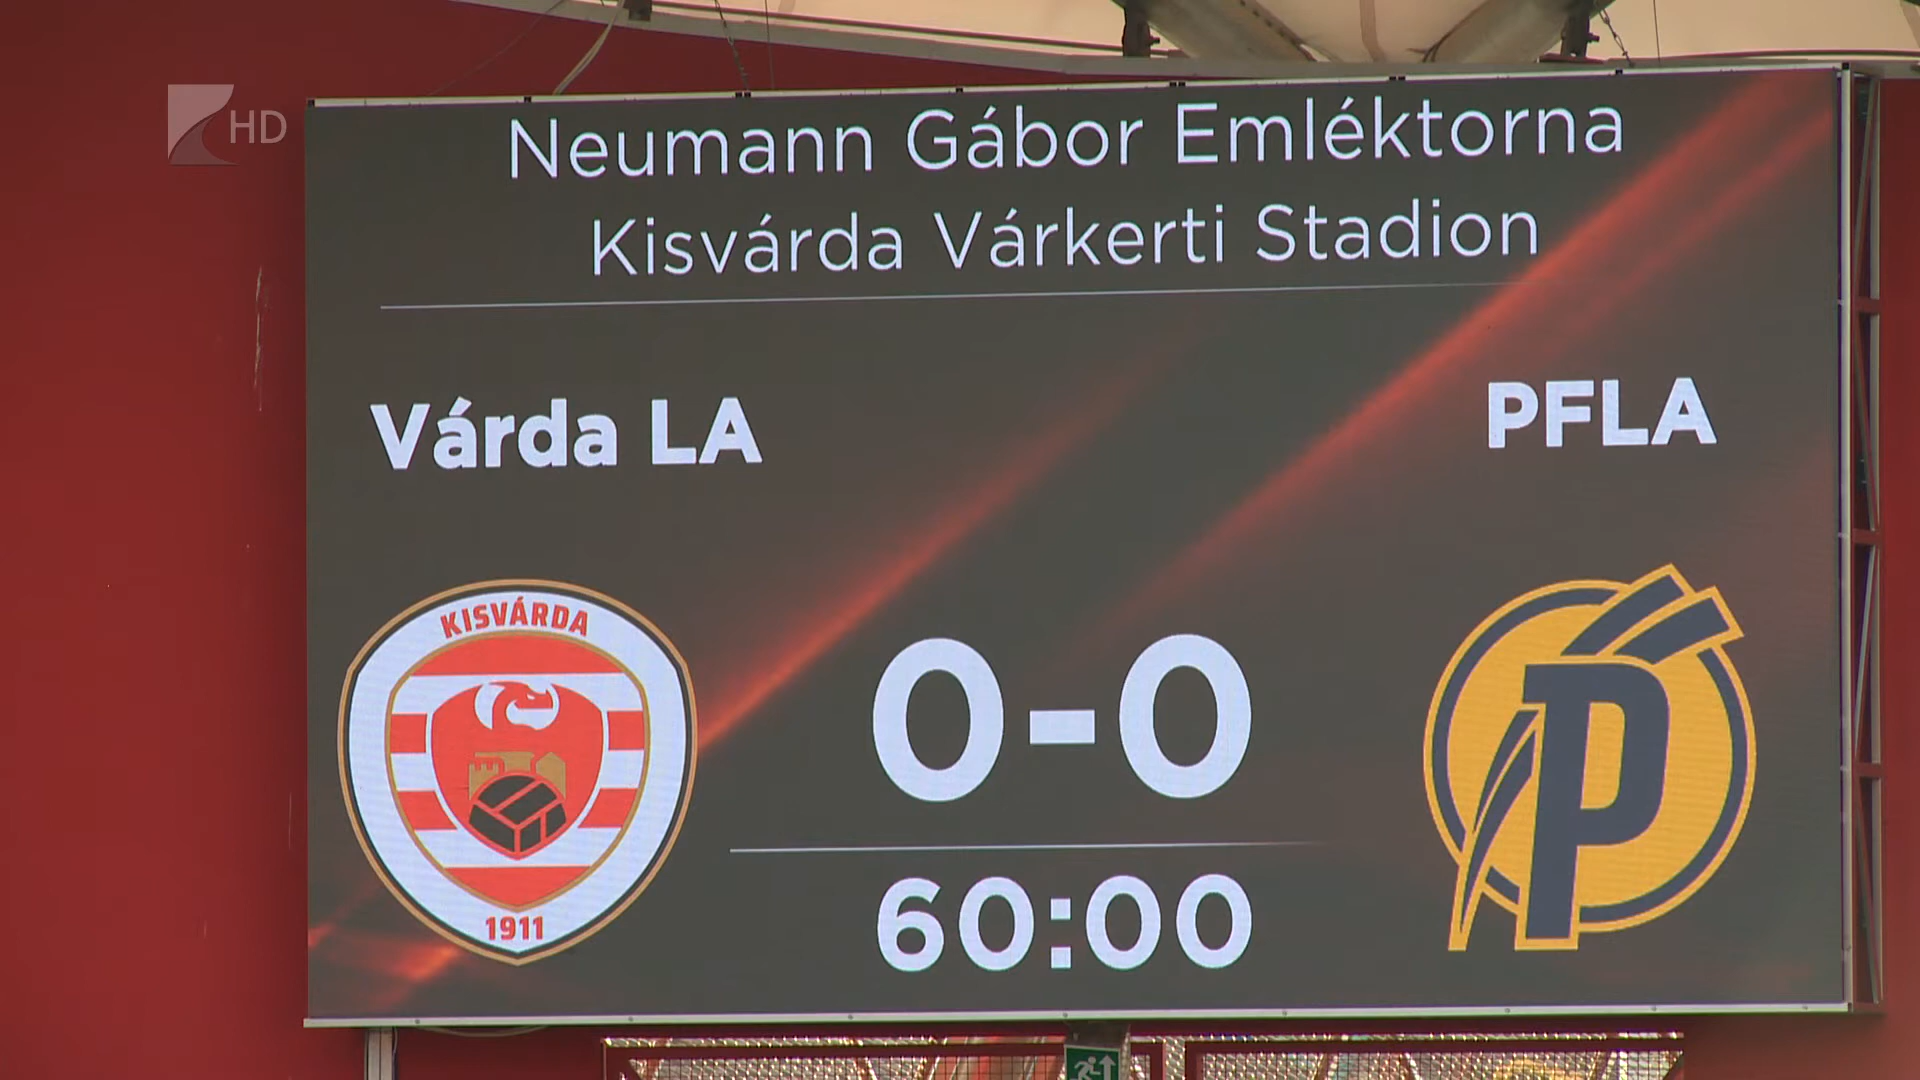 HD
Neumann Gábor Emléktorna
Kisvárda Várkerti Stadion
Várda LA
PFLA
KISVÁRDA
1911
0-0
P
60:00